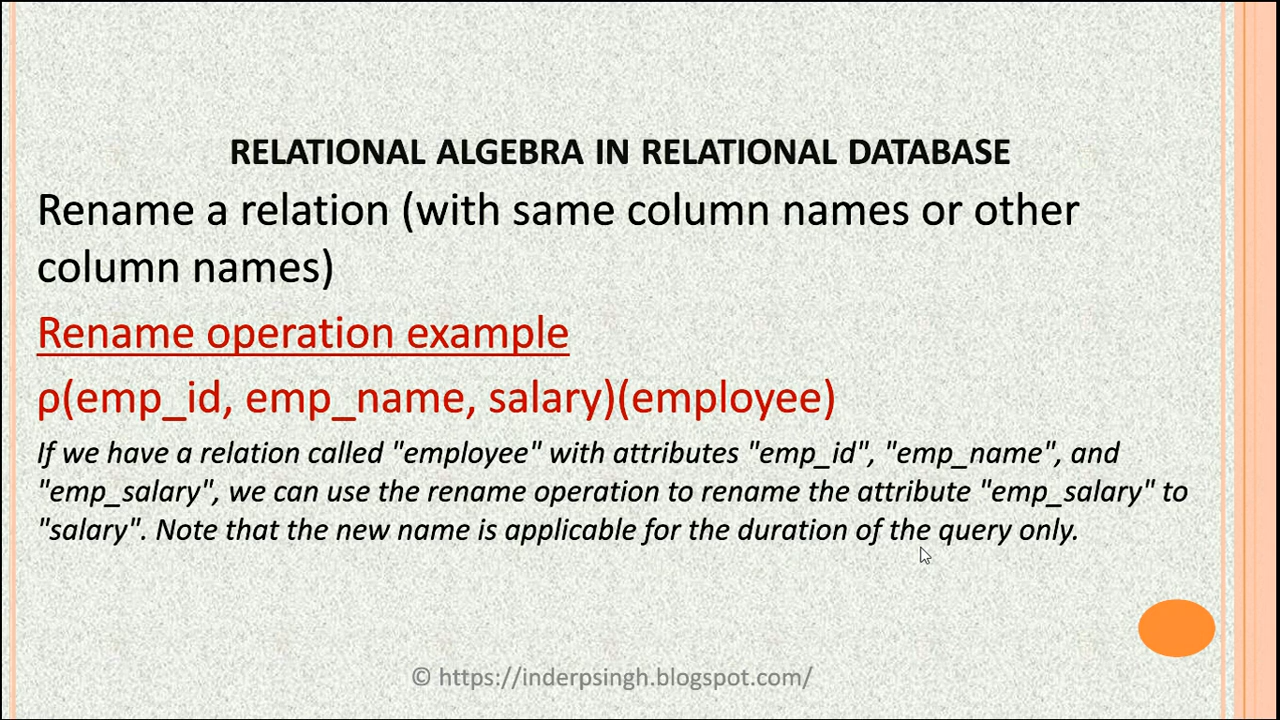 RELATIONAL ALGEBRA IN RELATIONAL DATABASE
Rename a relation (with same column names or other
column names)
Rename operation example
ρ(emp_id, emp_name, salary)(employee)
If we have a relation called "employee" with attributes "emp_id", "emp_name", and
"emp_salary", we can use the rename operation to rename the attribute "emp_salary" to
"salary". Note that the new name is applicable for the duration of the query only.
© https://inderpsingh.blogspot.com/